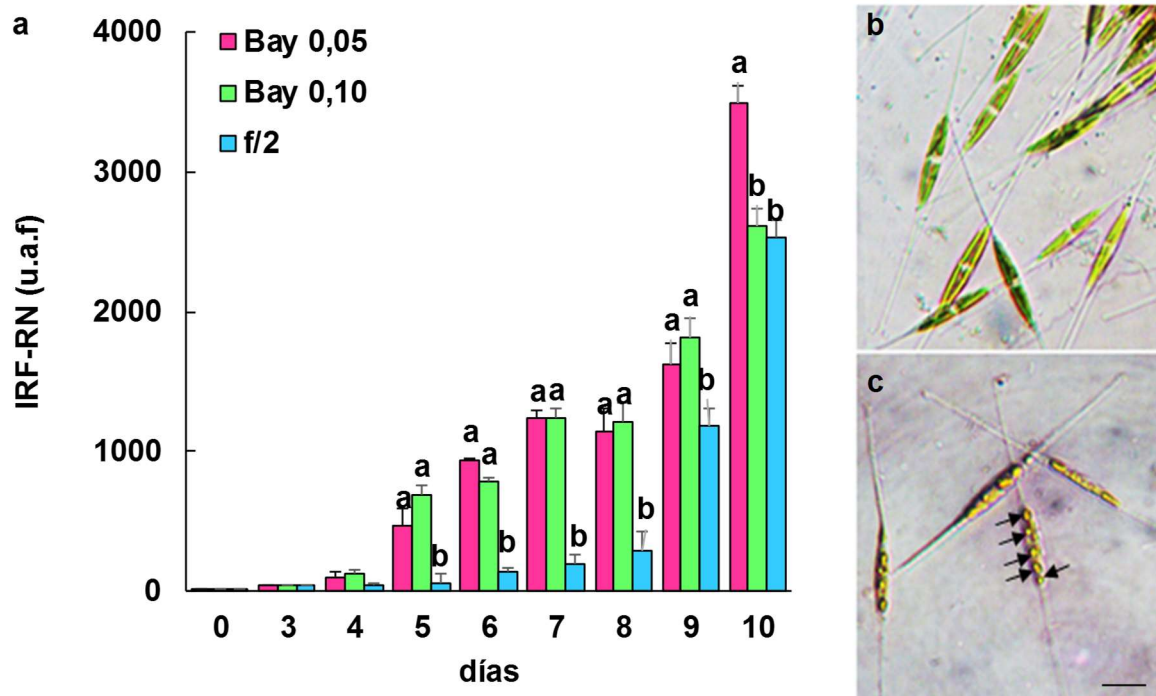 a
4000
3000
2000
1000
0
IRF-RN (u.a.f)
Bay 0,05
Bay 0,10
f/2
a a b
a a b
a a b
a a b
a a b
a b b
0 3 4 5 6 7 8 9 10
días
b
c